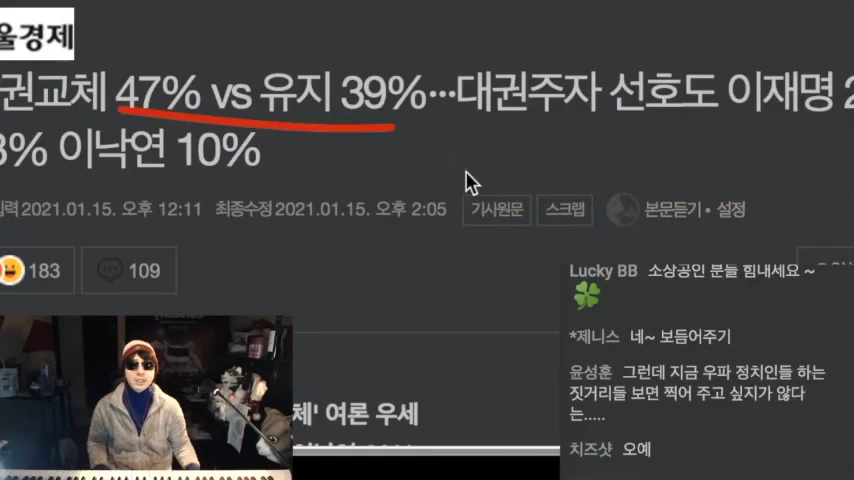 울경제
권교체 47% vs 유지 39%…대권주자 선호도 이재명 2
3% 이낙연 10%
력 2021.01.15. 오후 12:11 최종수정 2021.01.15. 오후 2:05 기사원문 스크랩 본문듣기 · 설정
183 109
Lucky BB 소상공인 분들 힘내세요 ~
*제니스 네~ 보듬어주기
윤성훈 그런데 지금 우파 정치인들 하는
짓거리들 보면 찍어 주고 싶지가 않다
는.....
체' 여론 우세
치즈샷 오예